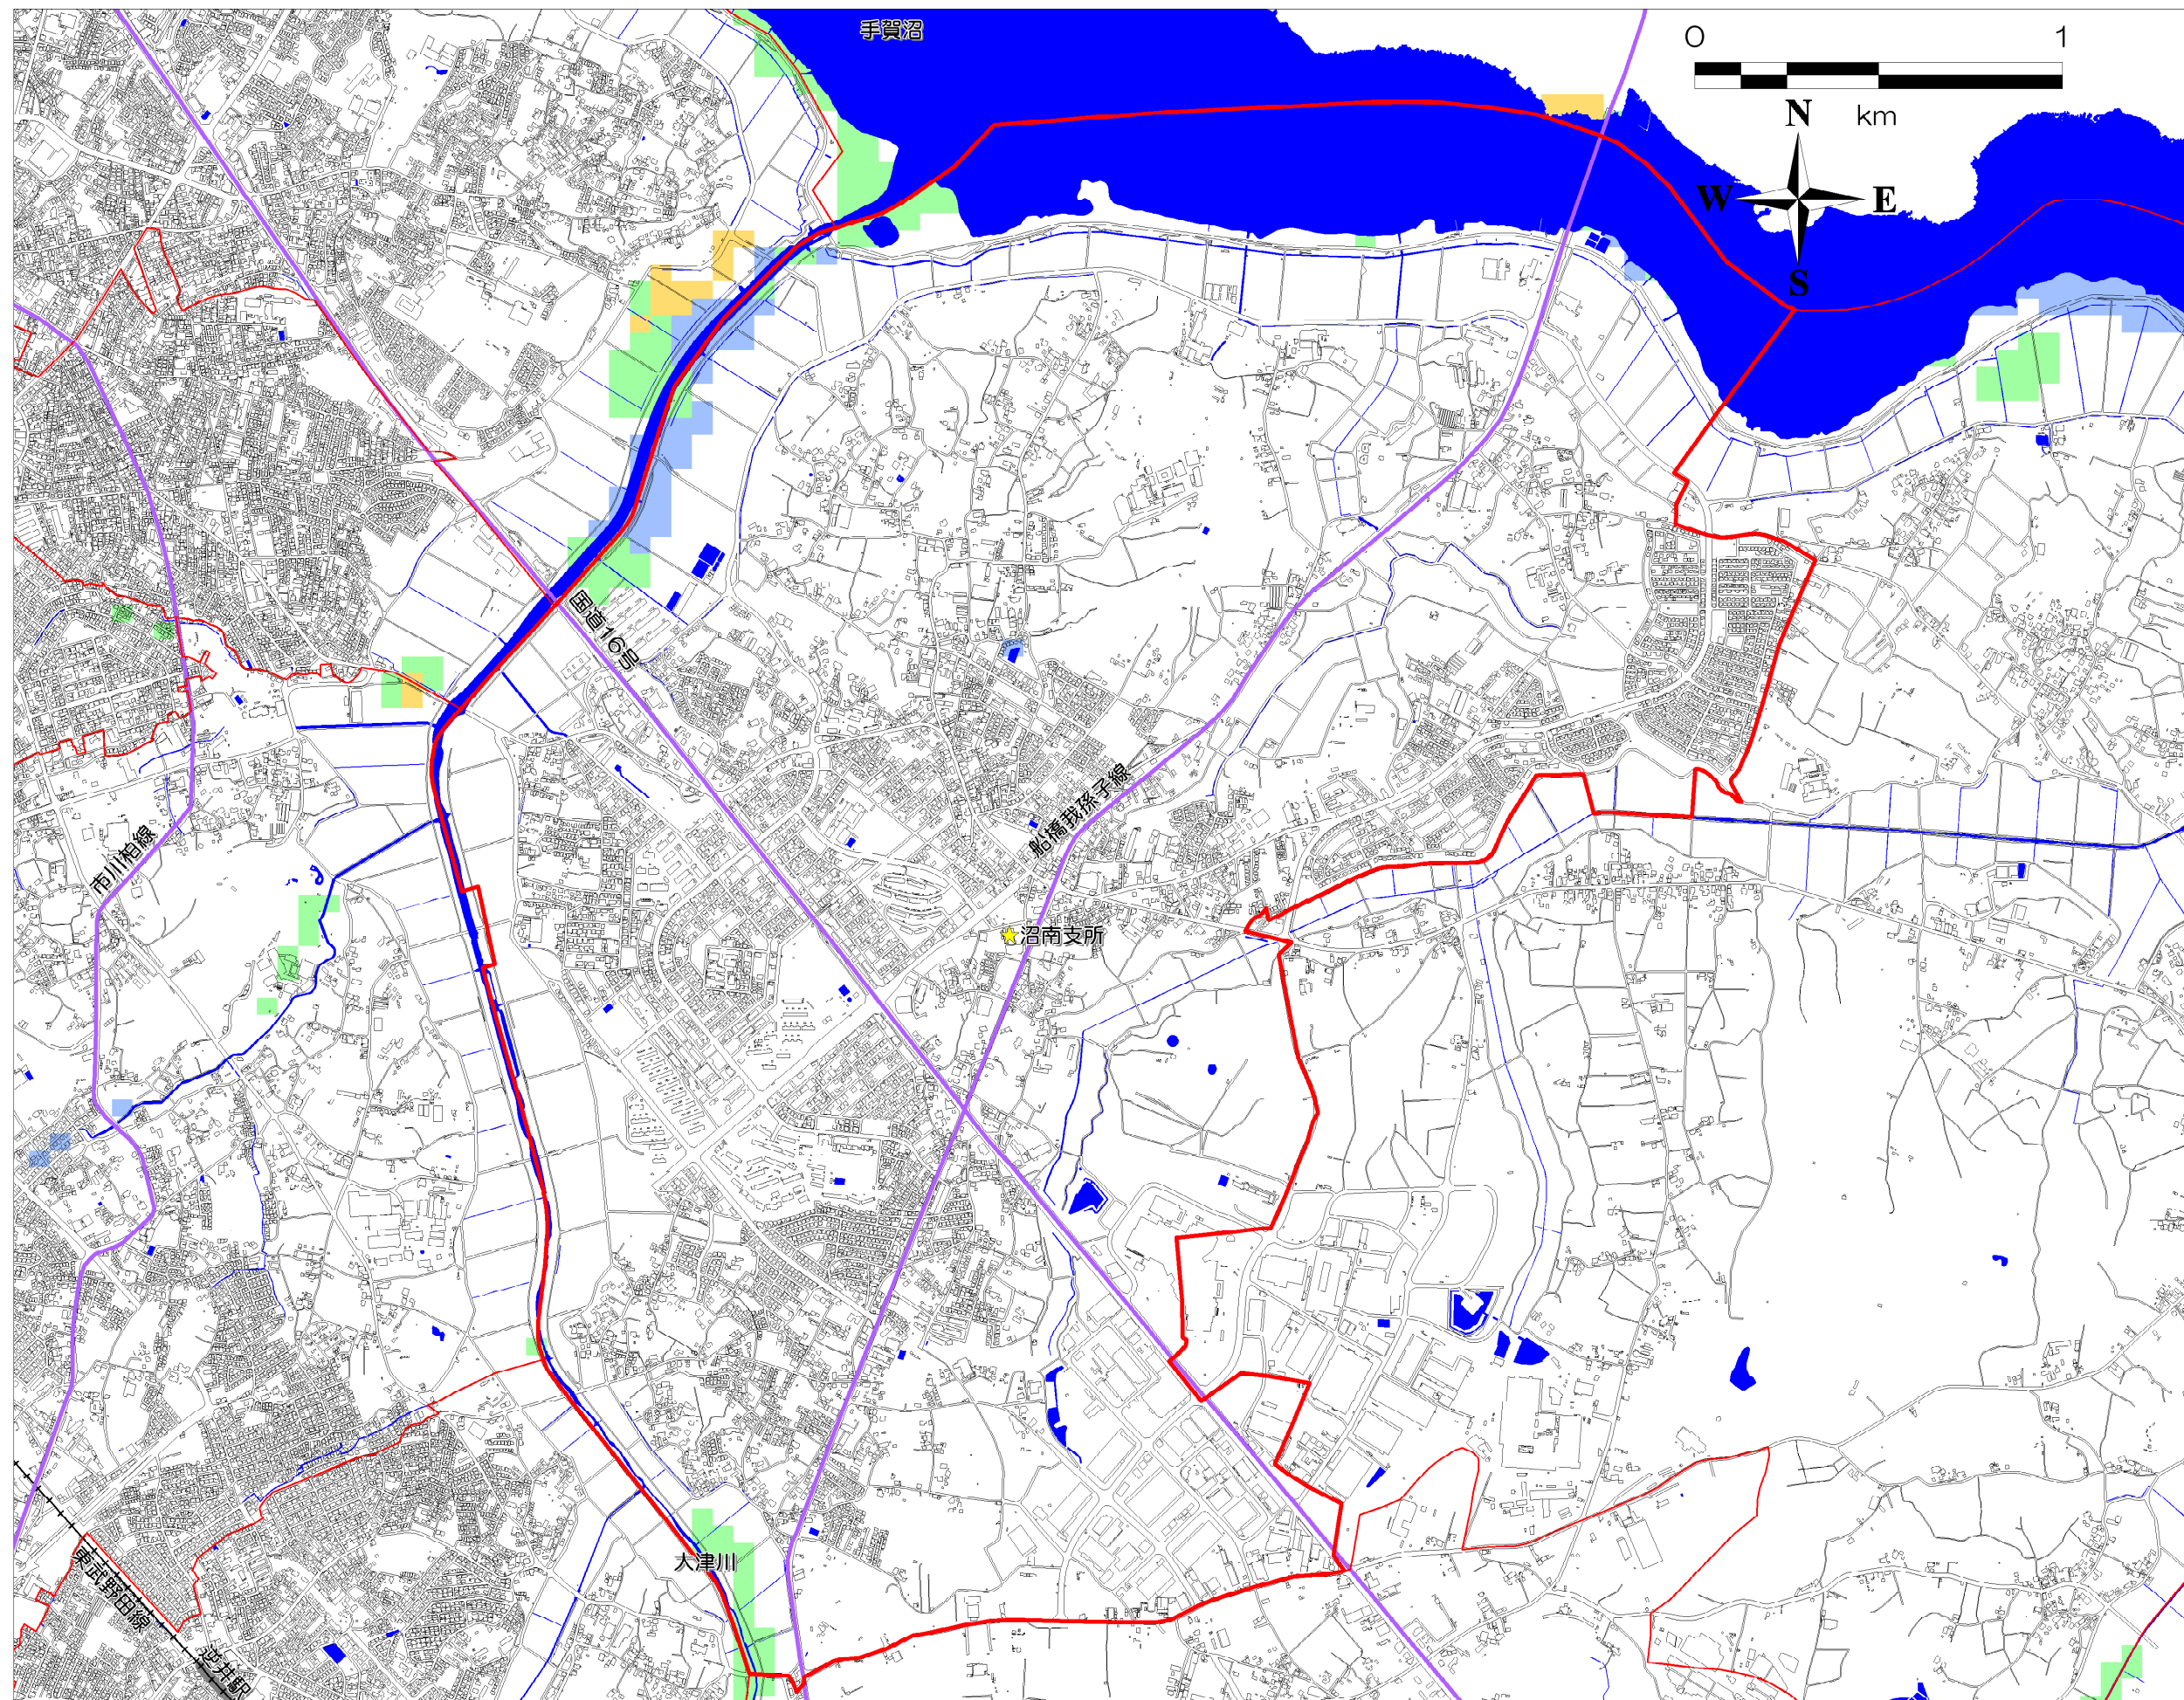 手賀沼
0 1
km
N
W E
S
国道16号
船橋我孫子線
市川柏線
沼南支所
大津川
東武野田線
逆井駅